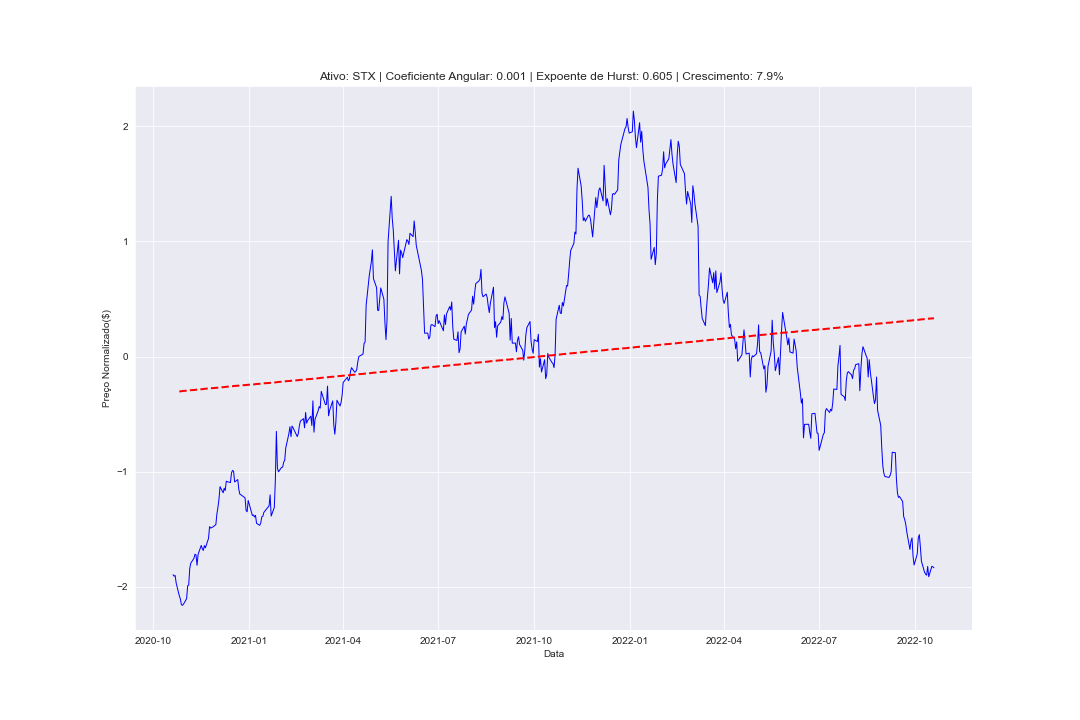 Ativo: STX | Coeficiente Angular: 0.001 | Expoente de Hurst: 0.605 | Crescimento: 7.9%
Preço Normalizado($)
2
1
0
−1
−2
2020-10 2021-01 2021-04 2021-07 2021-10 2022-01 2022-04 2022-07 2022-10
Data